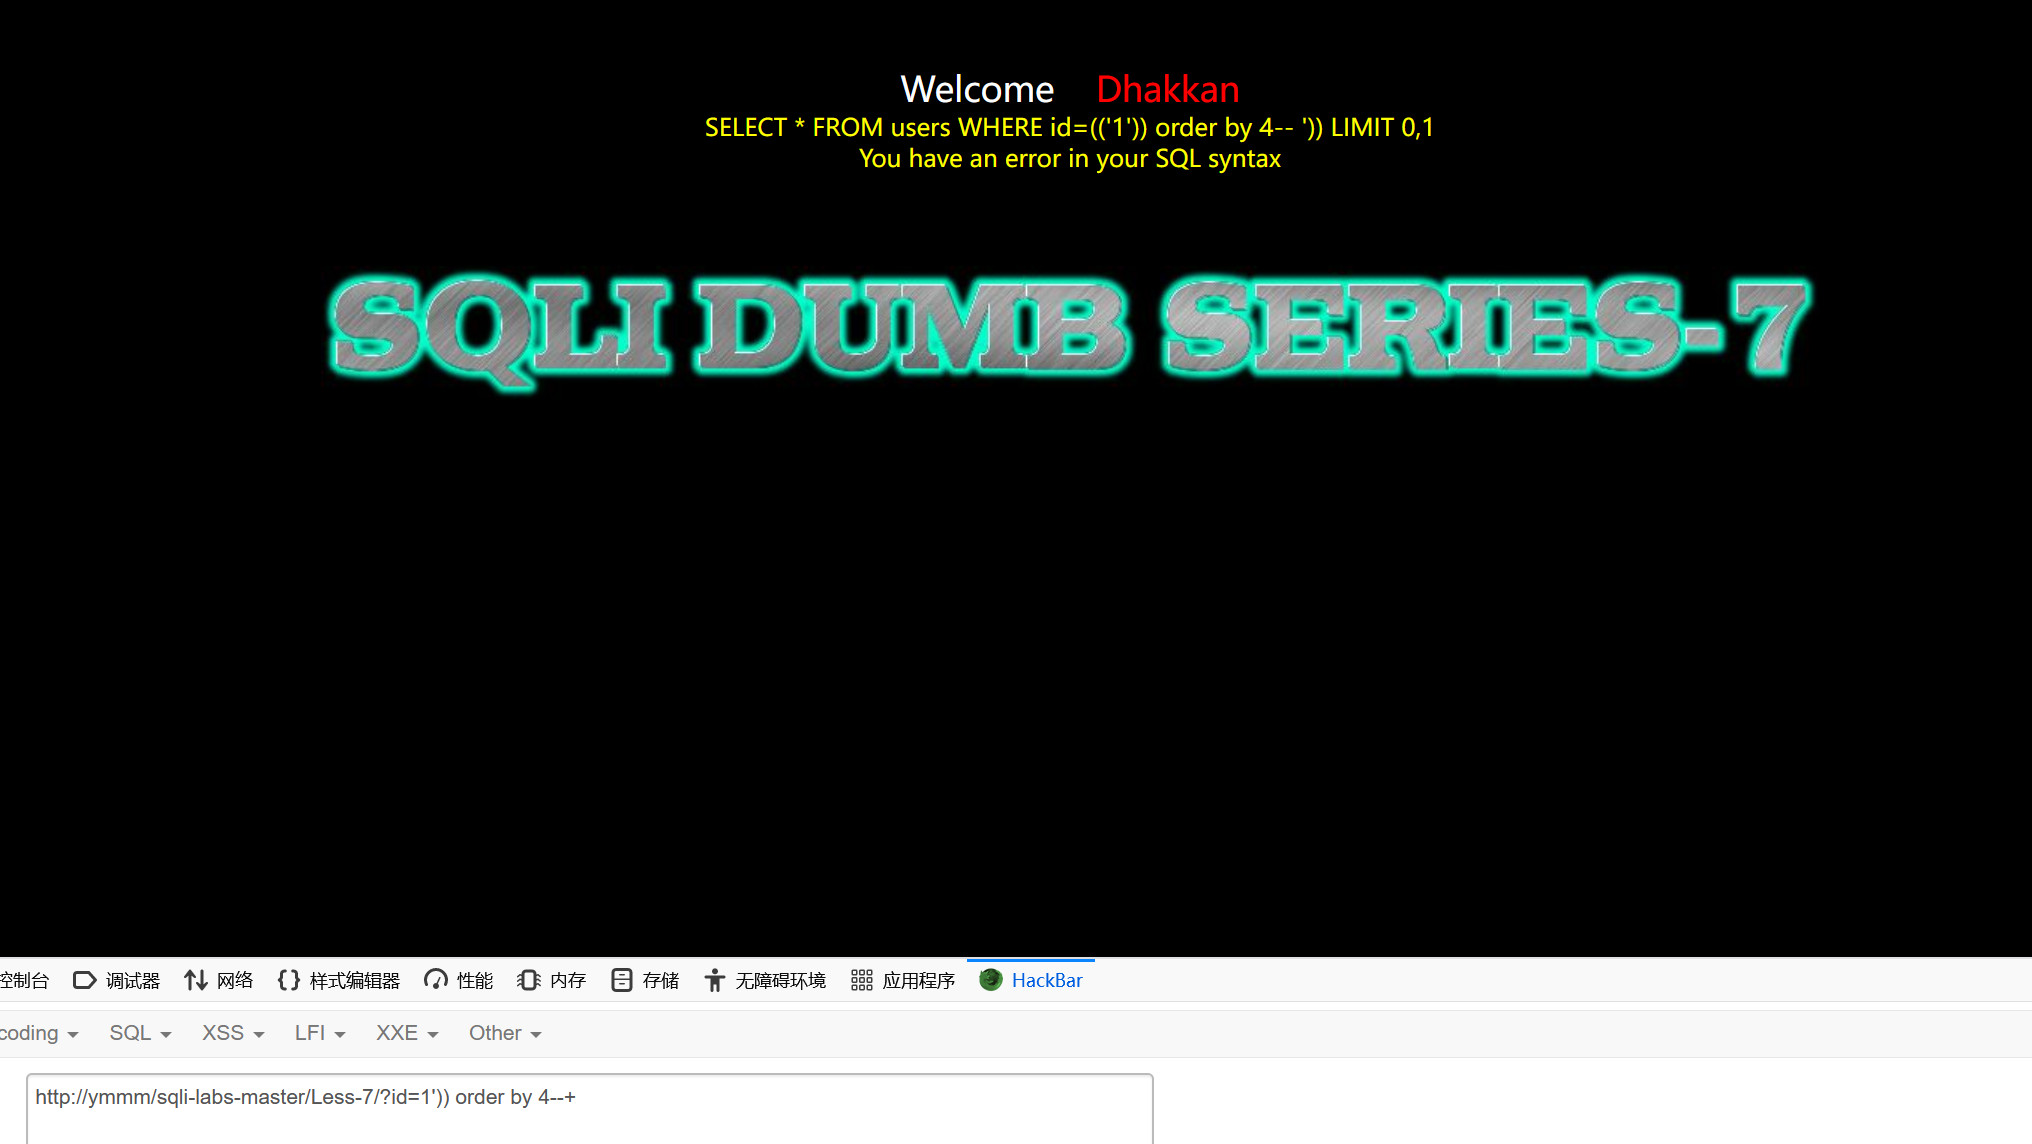 Welcome Dhakkan
SELECT * FROM users WHERE id=(('1')) order by 4-- ')) LIMIT 0,1
You have an error in your SQL syntax
SQLI DUMB SERIES-7
控制台 调试器 网络 样式编辑器 性能 内存 存储 无障碍环境 应用程序 HackBar
coding SQL XSS LFI XXE Other
http://ymmm/sqli-labs-master/Less-7/?id=1')) order by 4--+